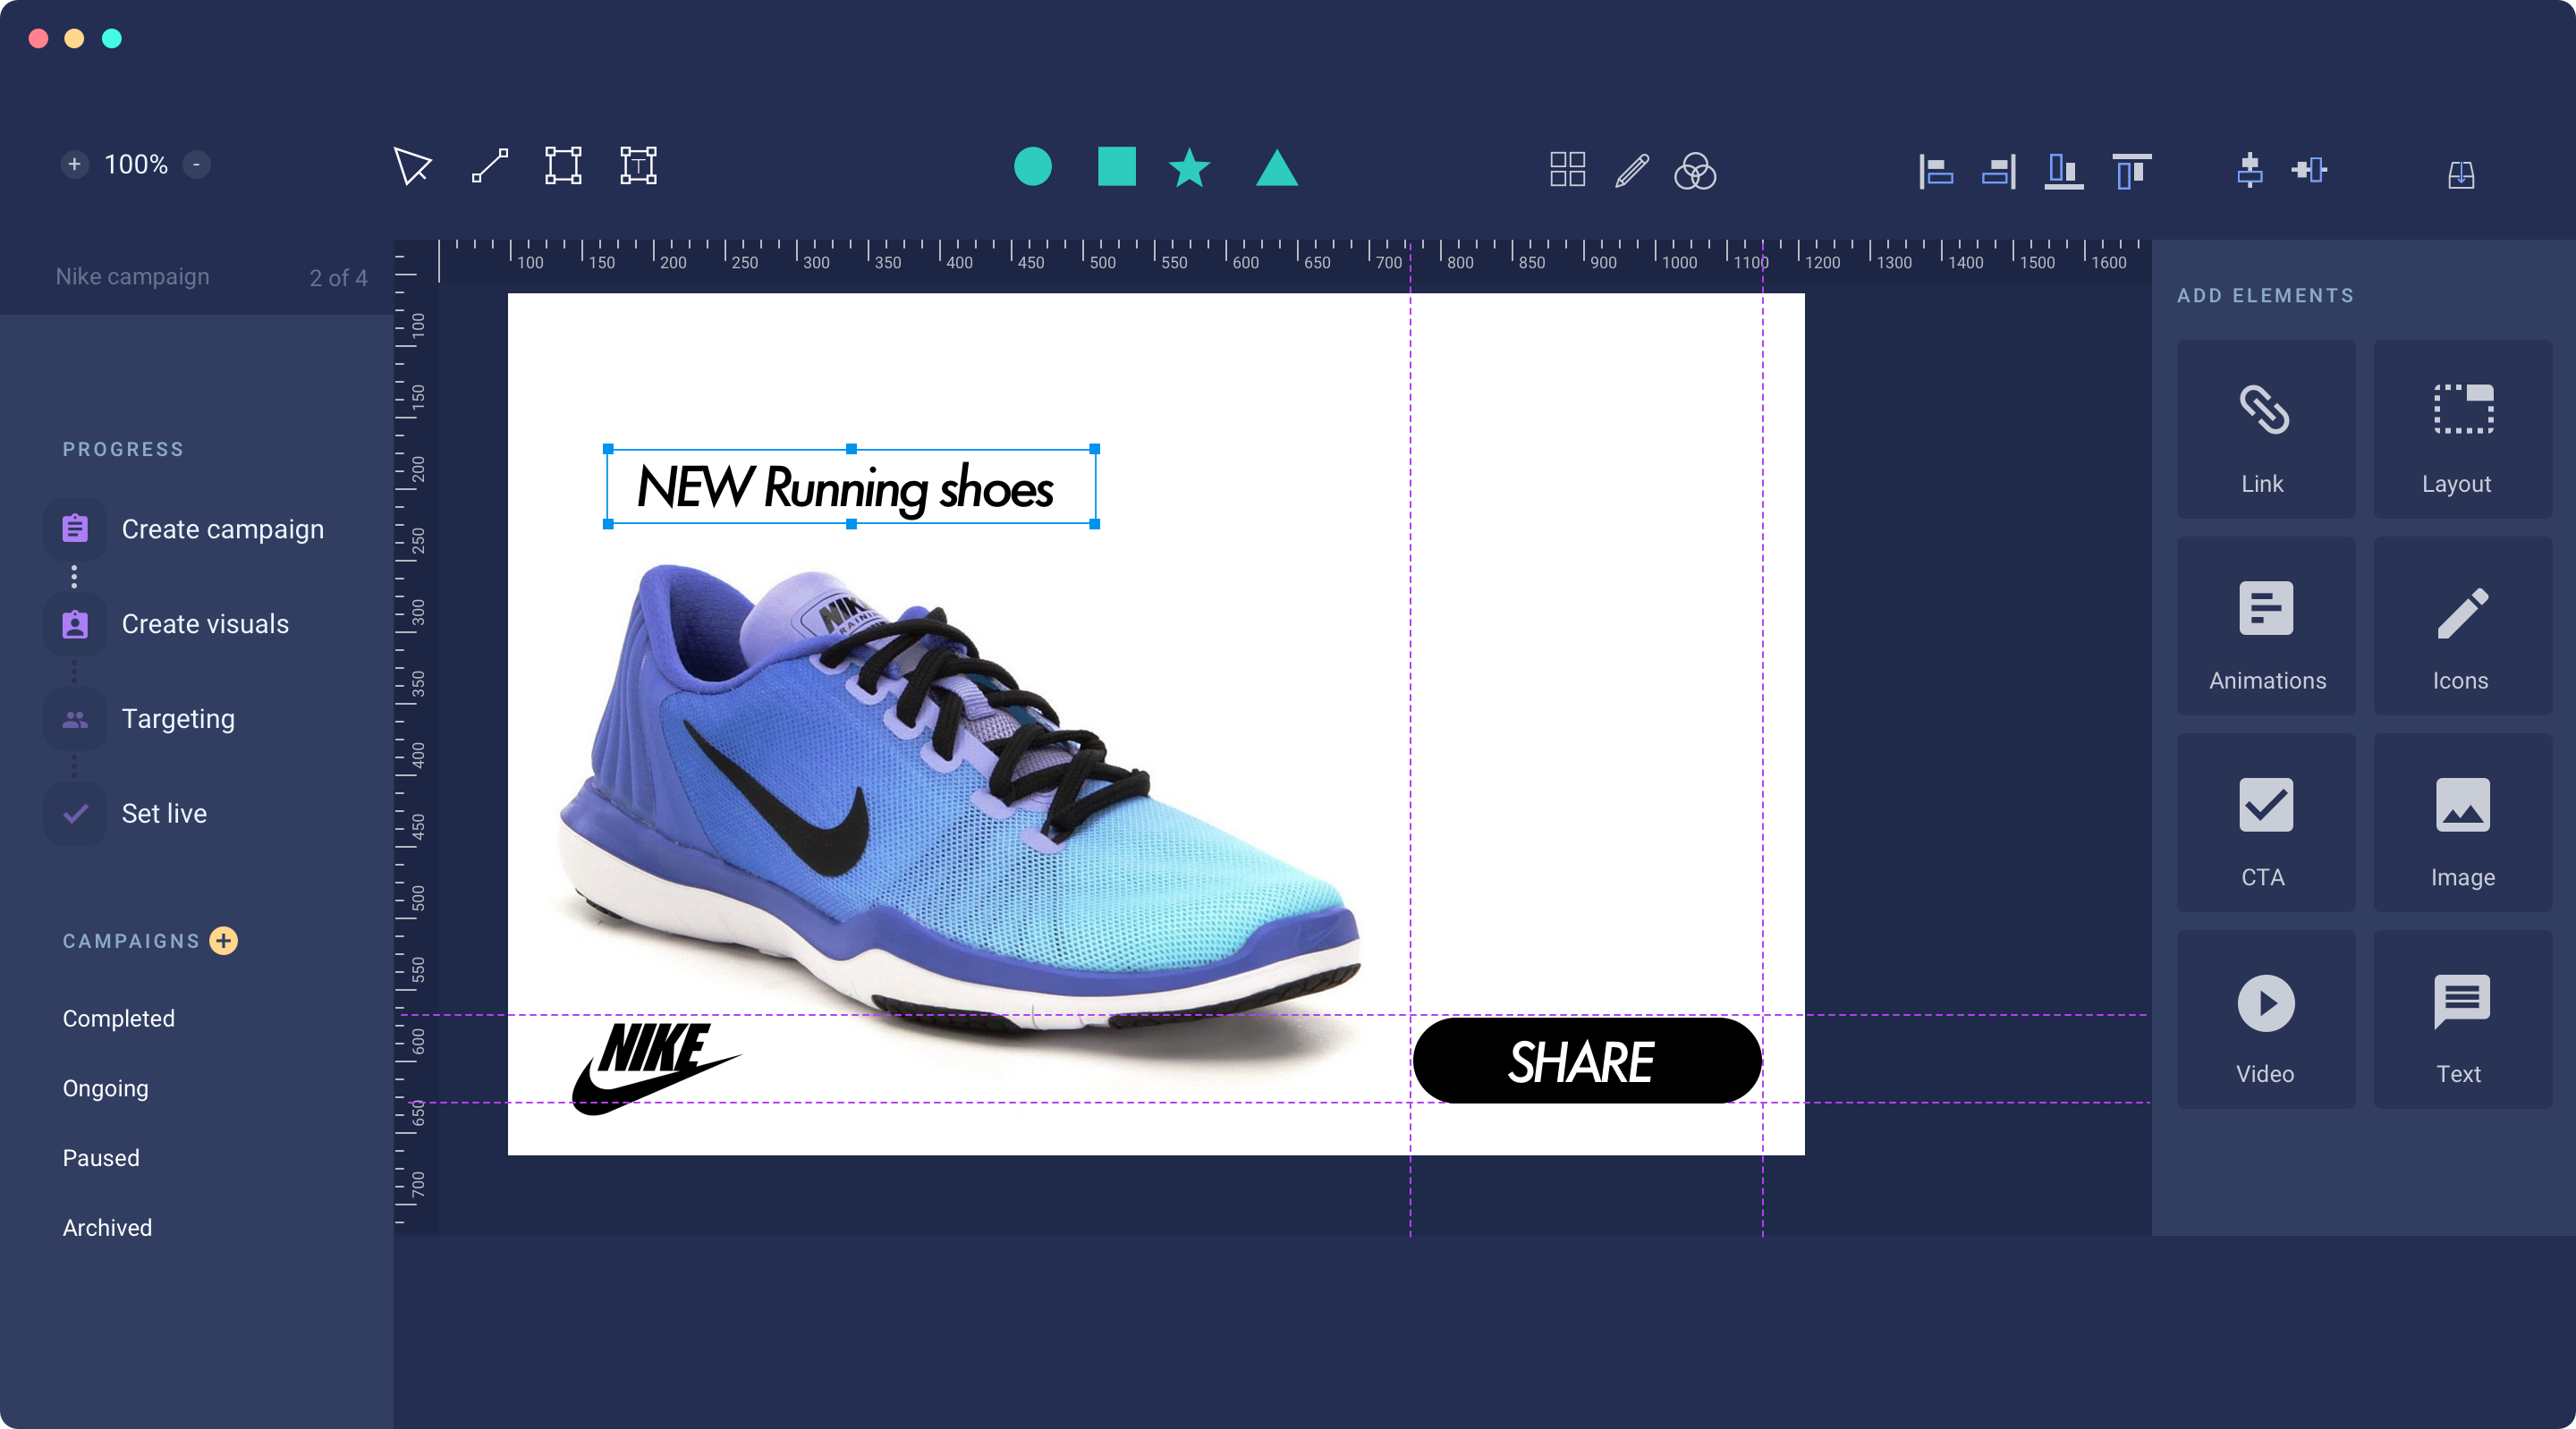 + 100% -
T
Nike campaign
2 of 4
100 150 200 250 300 350 400 450 500 550 600 650 700 800 850 900 1000 1100 1200 1300 1400 1500 1600
100
150
200
250
300
350
400
450
500
550
600
650
700
PROGRESS
Create campaign
Create visuals
Targeting
Set live
CAMPAIGNS +
Completed
Ongoing
Paused
Archived
NEW Running shoes
NIKE
NIKE
SHARE
ADD ELEMENTS
Link
Layout
Animations
Icons
CTA
Image
Video
Text